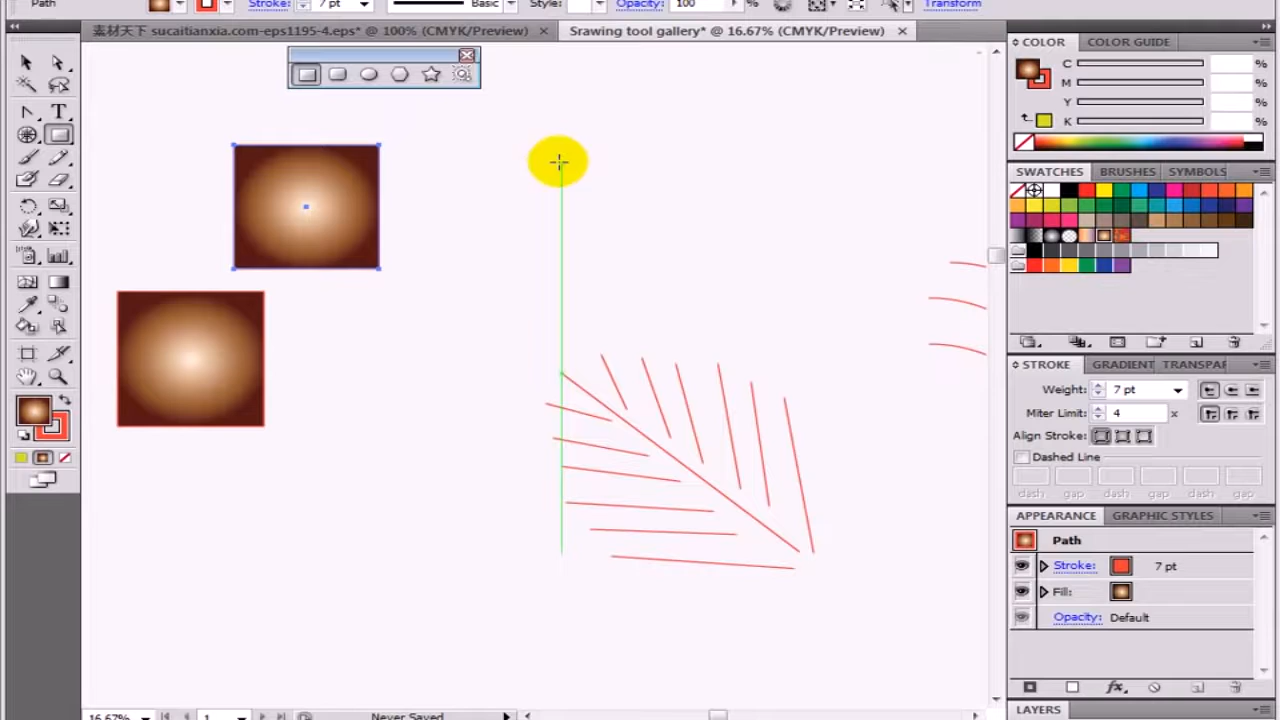 Path
Stroke: 7 pt Basic Style: Opacity: 100 % Transform
素材天下 sucaitianxia.com-eps1195-4.eps* @ 100% (CMYK/Preview)
Srawing tool gallery* @ 16.67% (CMYK/Preview)
COLOR COLOR GUIDE
C %
M %
Y %
K %
SWATCHES BRUSHES SYMBOLS
STROKE GRADIENT TRANSPAR
Weight: 7 pt
Miter Limit: 4 x
Align Stroke:
Dashed Line
dash gap dash gap dash gap
APPEARANCE GRAPHIC STYLES
Path
Stroke: 7 pt
Fill:
Opacity: Default
LAYERS
16.67% 1 Never Saved